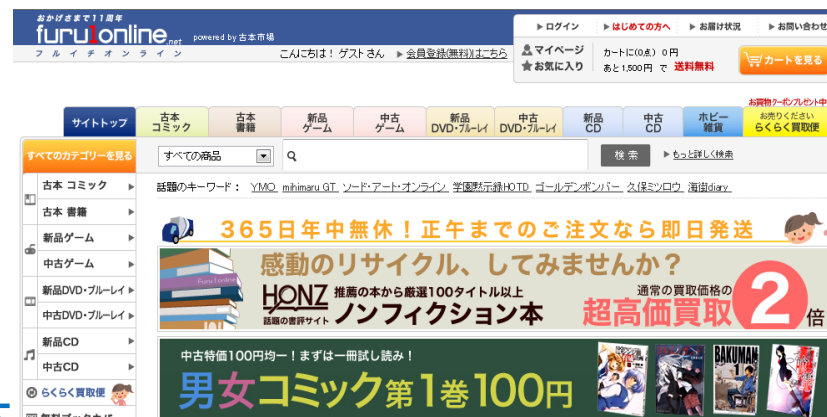 おかげさまで11周年
furu1online.net powered by 古本市場
フルイチオンライン
こんにちは！ ゲストさん ▶会員登録(無料)はこちら
▶ログイン ▶はじめての方へ ▶お届け状況 ▶お問い合わせ
マイページ
★お気に入り
カートに(0点) 0円
あと1,500円 で 送料無料
カートを見る
お買物クーポンプレゼント中
サイトトップ
古本
コミック
古本
書籍
新品
ゲーム
中古
ゲーム
新品
DVD・ブルーレイ
中古
DVD・ブルーレイ
新品
CD
中古
CD
ホビー
雑貨
お売りください
らくらく買取便
すべてのカテゴリーを見る
すべての商品
検索
▶もっと詳しく検索
話題のキーワード： YMO mihimaru GT ソード・アート・オンライン 学園黙示録HOTD ゴールデンボンバー 久保ミツロウ 海街diary
古本 コミック ▶
古本 書籍 ▶
新品ゲーム ▶
中古ゲーム ▶
新品DVD・ブルーレイ ▶
中古DVD・ブルーレイ ▶
新品CD ▶
中古CD ▶
らくらく買取便
365日年中無休！正午までのご注文なら即日発送
Furu1online
感動のリサイクル、してみませんか？
HONZ
話題の書評サイト
推薦の本から厳選100タイトル以上
ノンフィクション本
通常の買取価格の
超高価買取2倍
中古特価100円均一！まずは一冊試し読み！
男女コミック第1巻100円
BAKUMAN